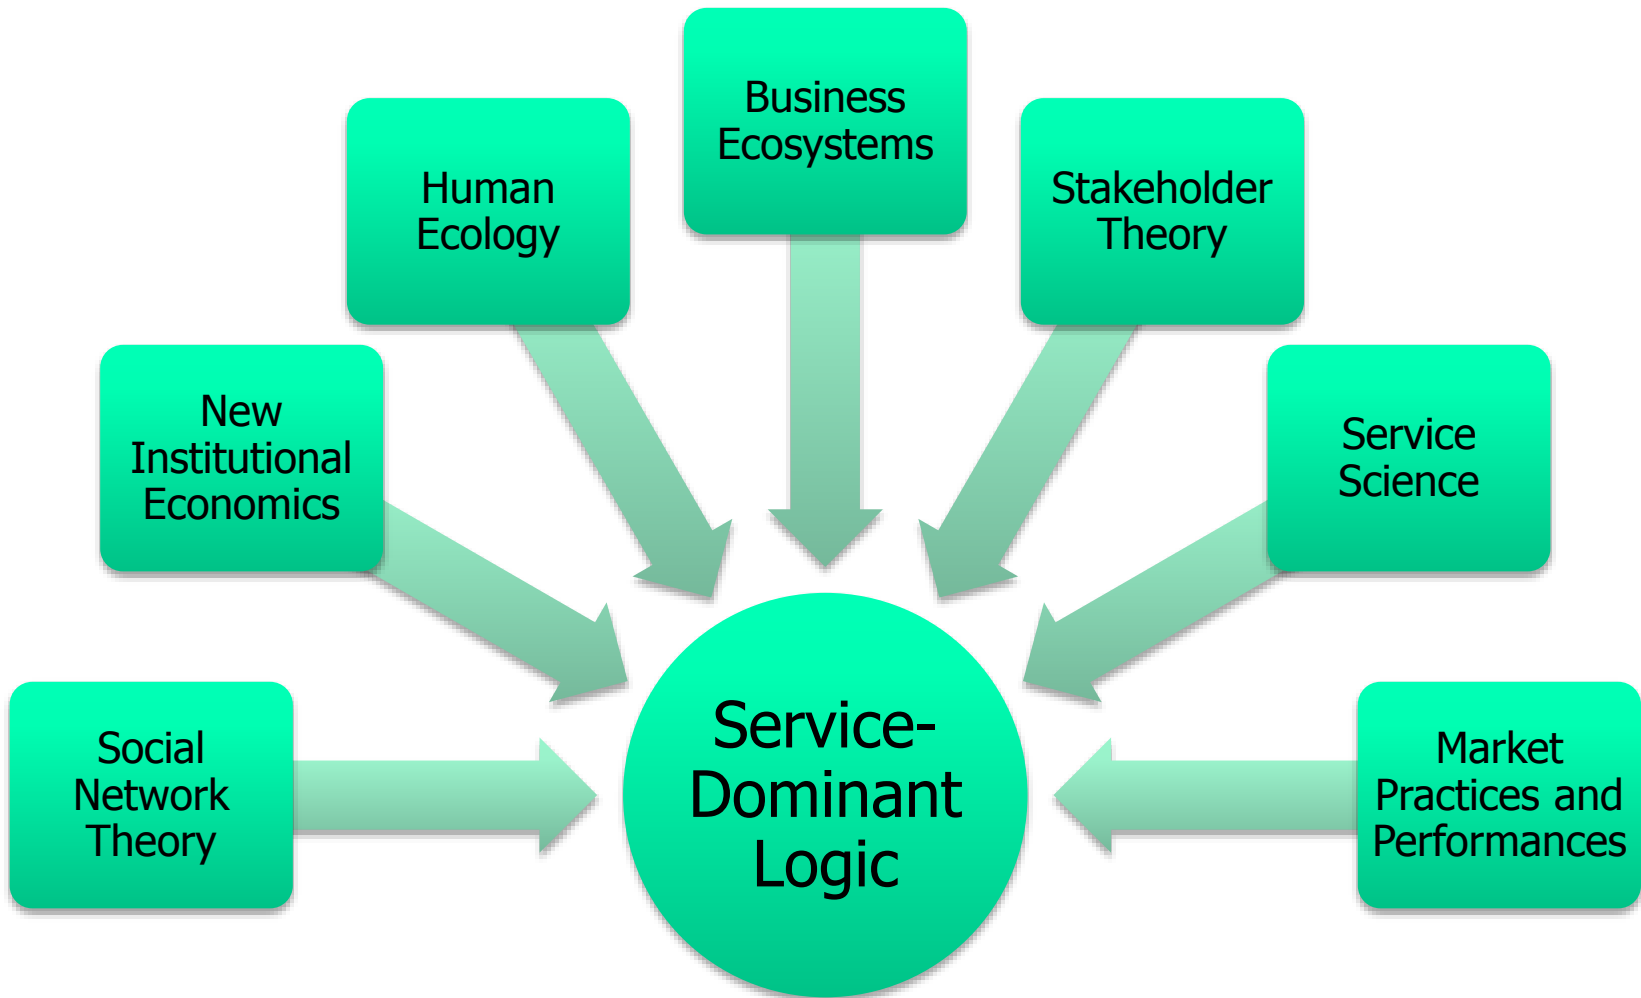 Business
Ecosystems
Human
Ecology
Stakeholder
Theory
New
Institutional
Economics
Service
Science
Social
Network
Theory
Service-
Dominant
Logic
Market
Practices and
Performances